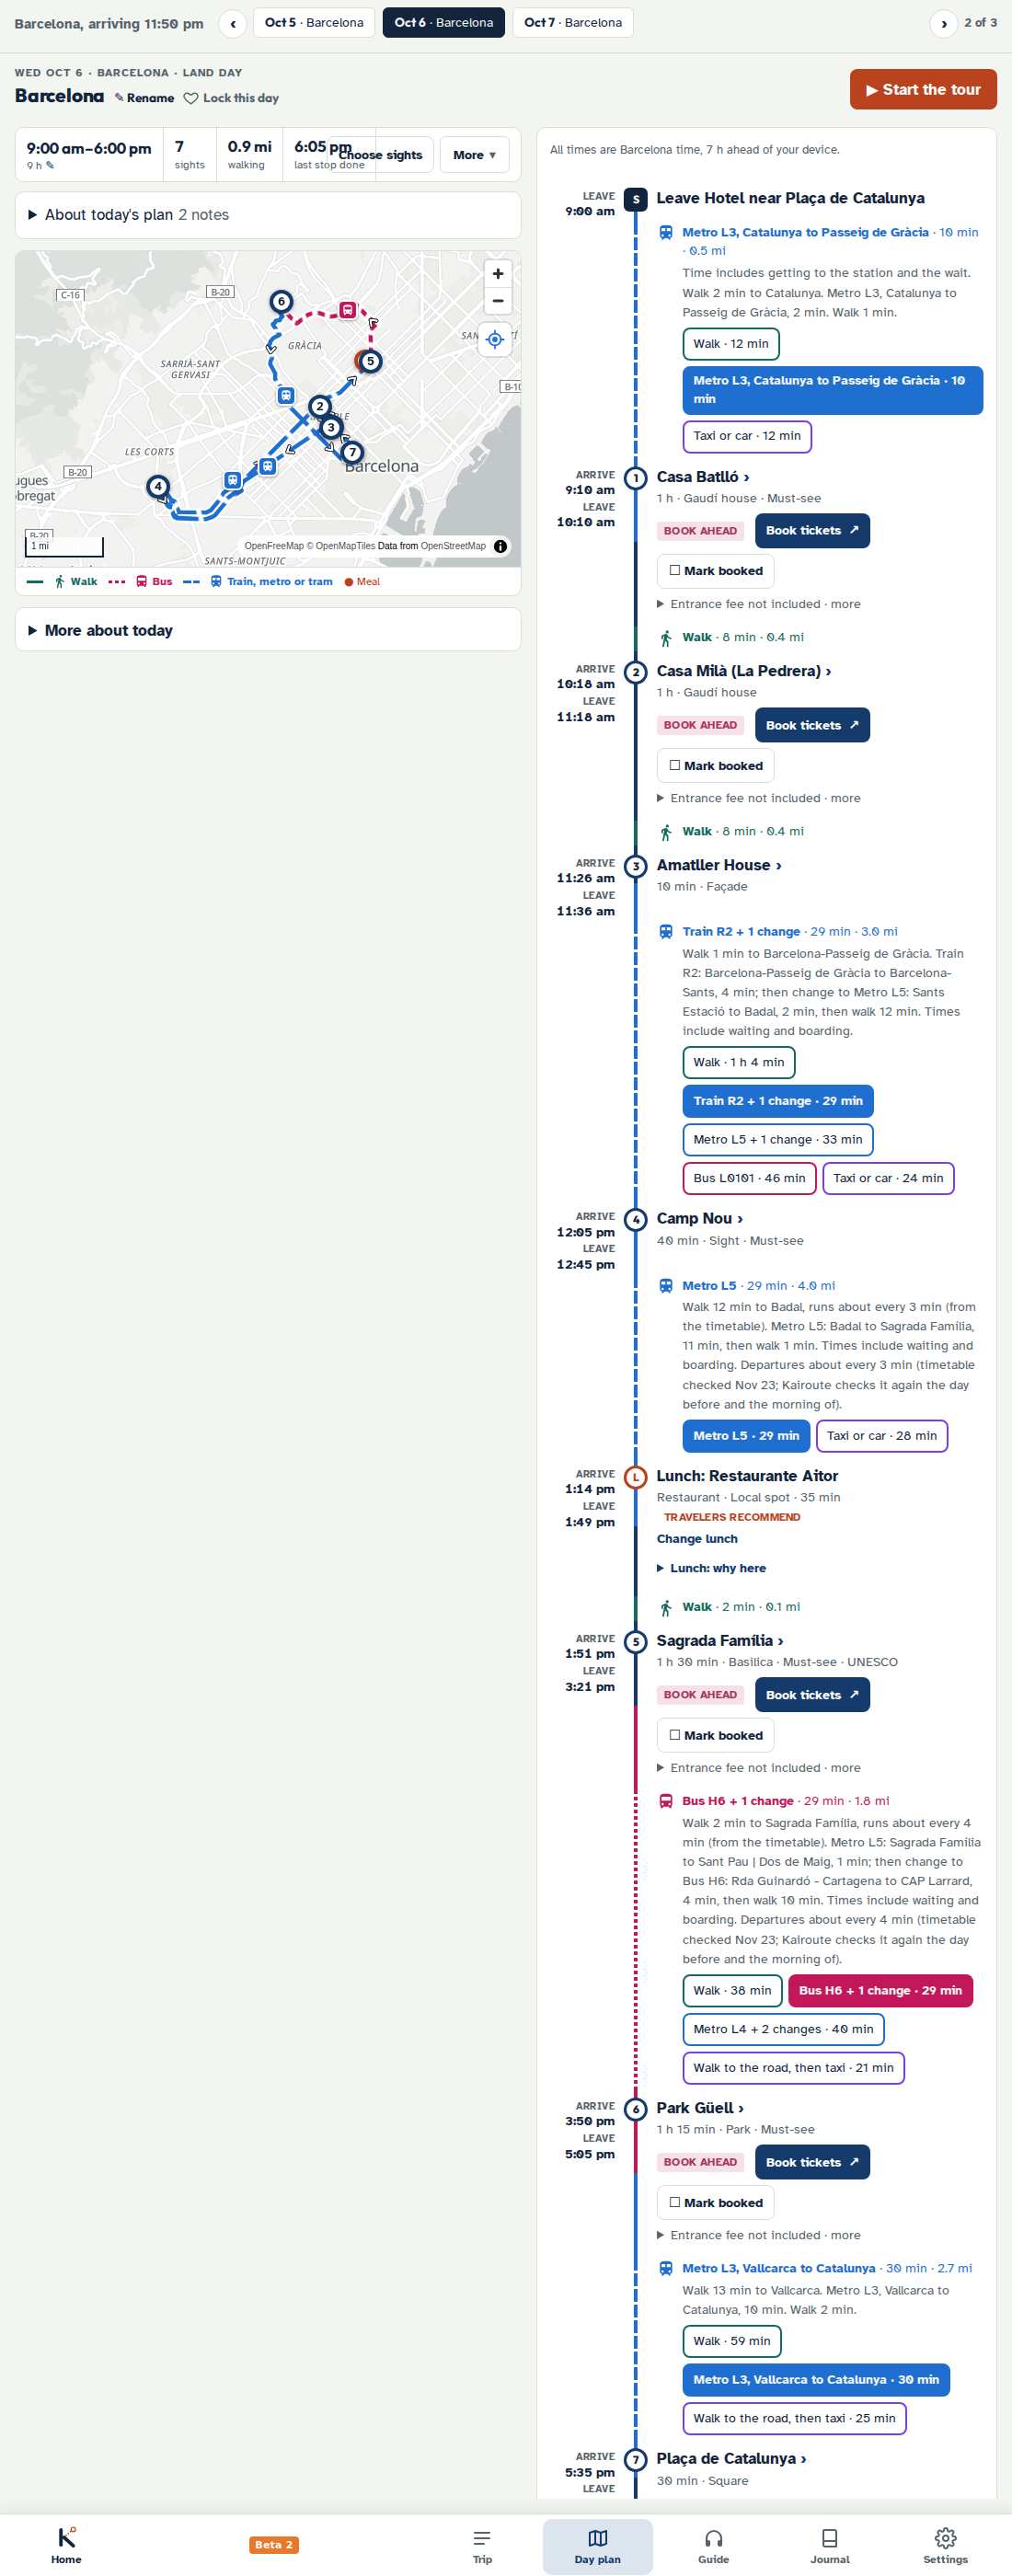 Barcelona, arriving 11:50 pm
‹
Oct 5 · Barcelona
Oct 6 · Barcelona
Oct 7 · Barcelona
›
2 of 3
WED OCT 6 · BARCELONA · LAND DAY
Barcelona
Rename
Lock this day
Start the tour
9:00 am–6:00 pm
9 h
7
sights
0.9 mi
walking
6:05 pm
last stop done
Choose sights
More
About today's plan 2 notes
C-16
B-20
GRÀCIA
SARRIÀ-SANT
GERVASI
LES CORTS
B-20
Barcelona
SANTS-MONTJUIC
B-20
1 mi
6
5
2
3
7
4
+
−
OpenFreeMap © OpenMapTiles Data from OpenStreetMap
Walk
Bus
Train, metro or tram
Meal
More about today
All times are Barcelona time, 7 h ahead of your device.
LEAVE
9:00 am
S
Leave Hotel near Plaça de Catalunya
Metro L3, Catalunya to Passeig de Gràcia · 10 min
· 0.5 mi
Time includes getting to the station and the wait.
Walk 2 min to Catalunya. Metro L3, Catalunya to
Passeig de Gràcia, 2 min. Walk 1 min.
Walk · 12 min
Metro L3, Catalunya to Passeig de Gràcia · 10
min
Taxi or car · 12 min
ARRIVE
9:10 am
LEAVE
10:10 am
1
Casa Batlló ›
1 h · Gaudí house · Must-see
BOOK AHEAD
Book tickets ↗
Mark booked
Entrance fee not included · more
Walk · 8 min · 0.4 mi
ARRIVE
10:18 am
LEAVE
11:18 am
2
Casa Milà (La Pedrera) ›
1 h · Gaudí house
BOOK AHEAD
Book tickets ↗
Mark booked
Entrance fee not included · more
Walk · 8 min · 0.4 mi
ARRIVE
11:26 am
LEAVE
11:36 am
3
Amatller House ›
10 min · Façade
Train R2 + 1 change · 29 min · 3.0 mi
Walk 1 min to Barcelona-Passeig de Gràcia. Train
R2: Barcelona-Passeig de Gràcia to Barcelona-
Sants, 4 min; then change to Metro L5: Sants
Estació to Badal, 2 min, then walk 12 min. Times
include waiting and boarding.
Walk · 1 h 4 min
Train R2 + 1 change · 29 min
Metro L5 + 1 change · 33 min
Bus L0101 · 46 min
Taxi or car · 24 min
ARRIVE
12:05 pm
LEAVE
12:45 pm
4
Camp Nou ›
40 min · Sight · Must-see
Metro L5 · 29 min · 4.0 mi
Walk 12 min to Badal, runs about every 3 min (from
the timetable). Metro L5: Badal to Sagrada Família,
11 min, then walk 1 min. Times include waiting and
boarding. Departures about every 3 min (timetable
checked Nov 23; Kairoute checks it again the day
before and the morning of).
Metro L5 · 29 min
Taxi or car · 28 min
ARRIVE
1:14 pm
LEAVE
1:49 pm
L
Lunch: Restaurante Aitor
Restaurant · Local spot · 35 min
TRAVELERS RECOMMEND
Change lunch
Lunch: why here
Walk · 2 min · 0.1 mi
ARRIVE
1:51 pm
LEAVE
3:21 pm
5
Sagrada Família ›
1 h 30 min · Basilica · Must-see · UNESCO
BOOK AHEAD
Book tickets ↗
Mark booked
Entrance fee not included · more
Bus H6 + 1 change · 29 min · 1.8 mi
Walk 2 min to Sagrada Família, runs about every 4
min (from the timetable). Metro L5: Sagrada Família
to Sant Pau | Dos de Maig, 1 min; then change to
Bus H6: Rda Guinardó - Cartagena to CAP Larrard,
4 min, then walk 10 min. Times include waiting and
boarding. Departures about every 4 min (timetable
checked Nov 23; Kairoute checks it again the day
before and the morning of).
Walk · 38 min
Bus H6 + 1 change · 29 min
Metro L4 + 2 changes · 40 min
Walk to the road, then taxi · 21 min
ARRIVE
3:50 pm
LEAVE
5:05 pm
6
Park Güell ›
1 h 15 min · Park · Must-see
BOOK AHEAD
Book tickets ↗
Mark booked
Entrance fee not included · more
Metro L3, Vallcarca to Catalunya · 30 min · 2.7 mi
Walk 13 min to Vallcarca. Metro L3, Vallcarca to
Catalunya, 10 min. Walk 2 min.
Walk · 59 min
Metro L3, Vallcarca to Catalunya · 30 min
Walk to the road, then taxi · 25 min
ARRIVE
5:35 pm
LEAVE
7
Plaça de Catalunya ›
30 min · Square
Home
Beta 2
Trip
Day plan
Guide
Journal
Settings